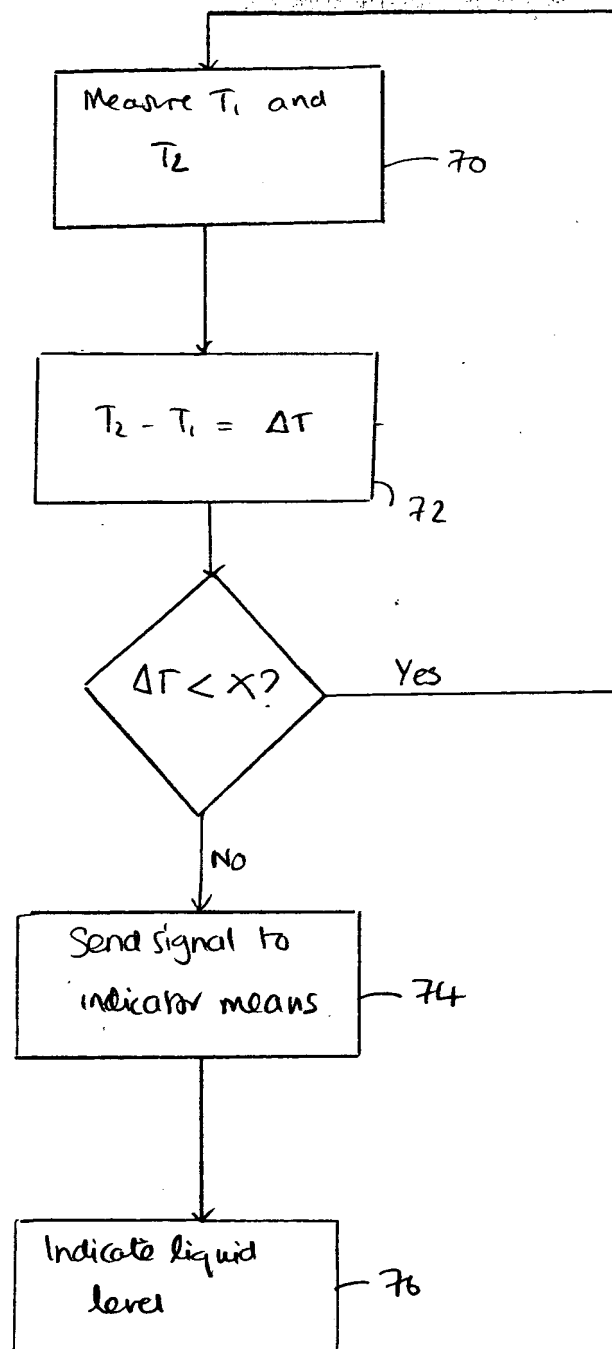 Measure T₁ and
T₂
70
T₂ - T₁ = ΔT
72
ΔT < X?
Yes
NO
Send signal to
indicator means
74
Indicate liquid
level
76